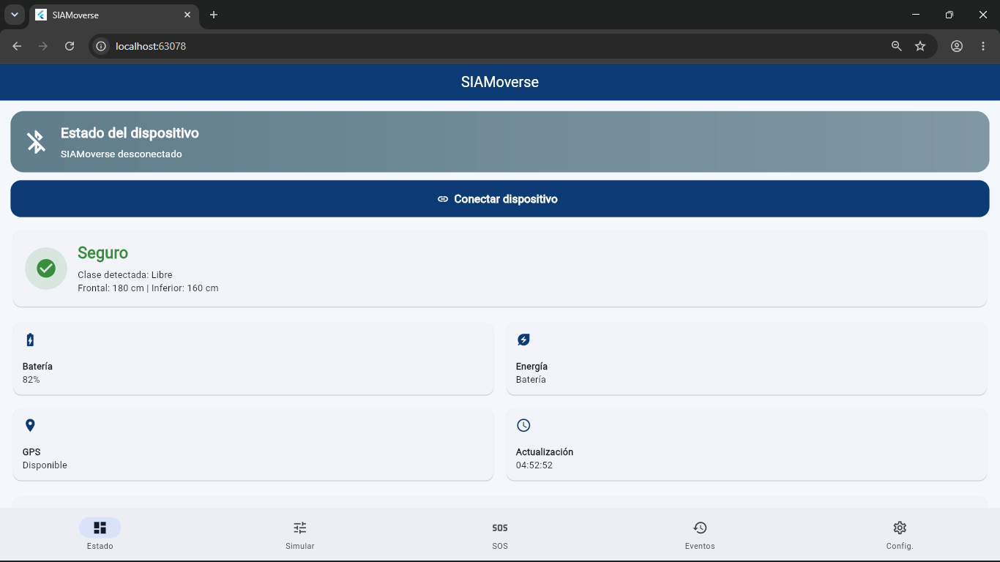 SIAMoverse
localhost:63078
SIAMoverse
Estado del dispositivo
SIAMoverse desconectado
Conectar dispositivo
Seguro
Clase detectada: Libre
Frontal: 180 cm | Inferior: 160 cm
Batería
82%
Energía
Batería
GPS
Disponible
Actualización
04:52:52
SOS
Estado
Simular
SOS
Eventos
Config.